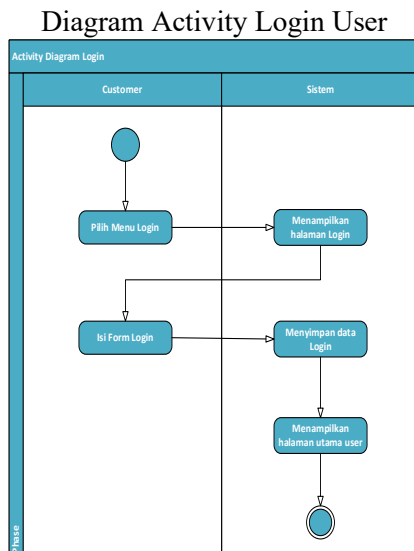 Diagram Activity Login User
Activity Diagram Login
Customer
Sistem
Pilih Menu Login
Menampilkan
halaman Login
Isi Form Login
Menyimpan data
Login
Menampilkan
halaman utama user
Phase